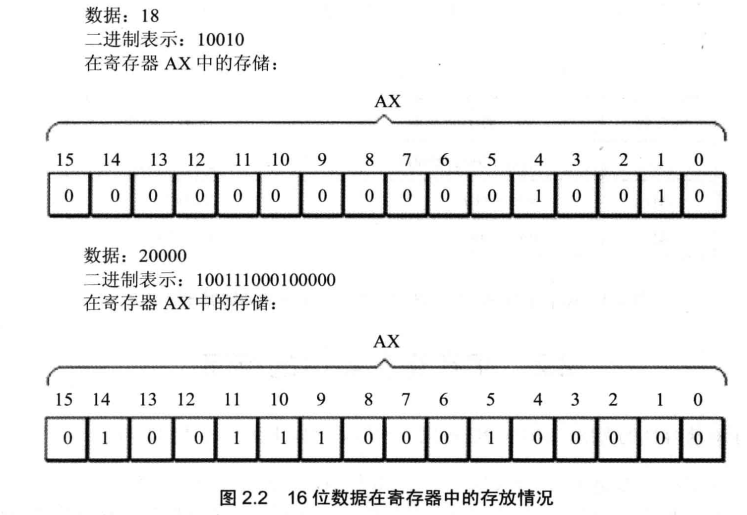 数据：18
二进制表示：10010
在寄存器 AX 中的存储：
AX
15 14 13 12 11 10 9 8 7 6 5 4 3 2 1 0
0 0 0 0 0 0 0 0 0 0 0 1 0 0 1 0
数据：20000
二进制表示：100111000100000
在寄存器 AX 中的存储：
AX
15 14 13 12 11 10 9 8 7 6 5 4 3 2 1 0
0 1 0 0 1 1 1 0 0 0 1 0 0 0 0 0
图 2.2 16 位数据在寄存器中的存放情况